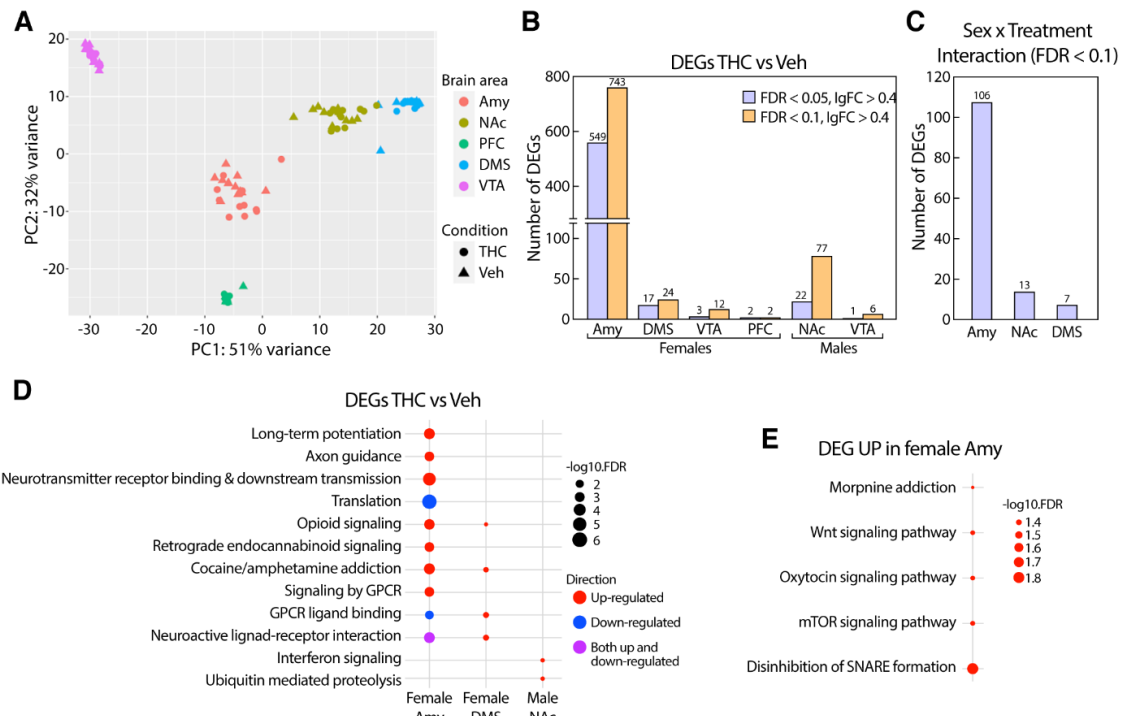 A
20
10
0
-10
-20
-30
-20
-10
0
10
20
30
PC2: 32% variance
PC1: 51% variance
Brain area
Amy
NAc
PFC
DMS
VTA
Condition
THC
Veh
B
DEGs THC vs Veh
Number of DEGs
800
600
400
100
50
0
FDR < 0.05, lgFC > 0.4
FDR < 0.1, lgFC > 0.4
549
743
17
24
3
12
2
2
22
77
1
6
Amy
DMS
VTA
PFC
NAc
VTA
Females
Males
C
Sex x Treatment
Interaction (FDR < 0.1)
Number of DEGs
120
100
80
60
40
20
0
106
13
7
Amy
NAc
DMS
D
DEGs THC vs Veh
Long-term potentiation
Axon guidance
Neurotransmitter receptor binding & downstream transmission
Translation
Opioid signaling
Retrograde endocannabinoid signaling
Cocaine/amphetamine addiction
Signaling by GPCR
GPCR ligand binding
Neuroactive lignad-receptor interaction
Interferon signaling
Ubiquitin mediated proteolysis
Female
Amy
Female
DMS
Male
NAc
-log10.FDR
2
3
4
5
6
Direction
Up-regulated
Down-regulated
Both up and
down-regulated
E
DEG UP in female Amy
Morpnine addiction
Wnt signaling pathway
Oxytocin signaling pathway
mTOR signaling pathway
Disinhibition of SNARE formation
-log10.FDR
1.4
1.5
1.6
1.7
1.8